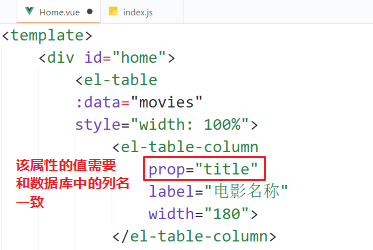 Home.vue index.js
<template>
<div id="home">
<el-table
:data="movies"
style="width: 100%">
<el-table-column
prop="title"
label="电影名称"
width="180">
</el-table-column>
该属性的值需要
和数据库中的列名
一致